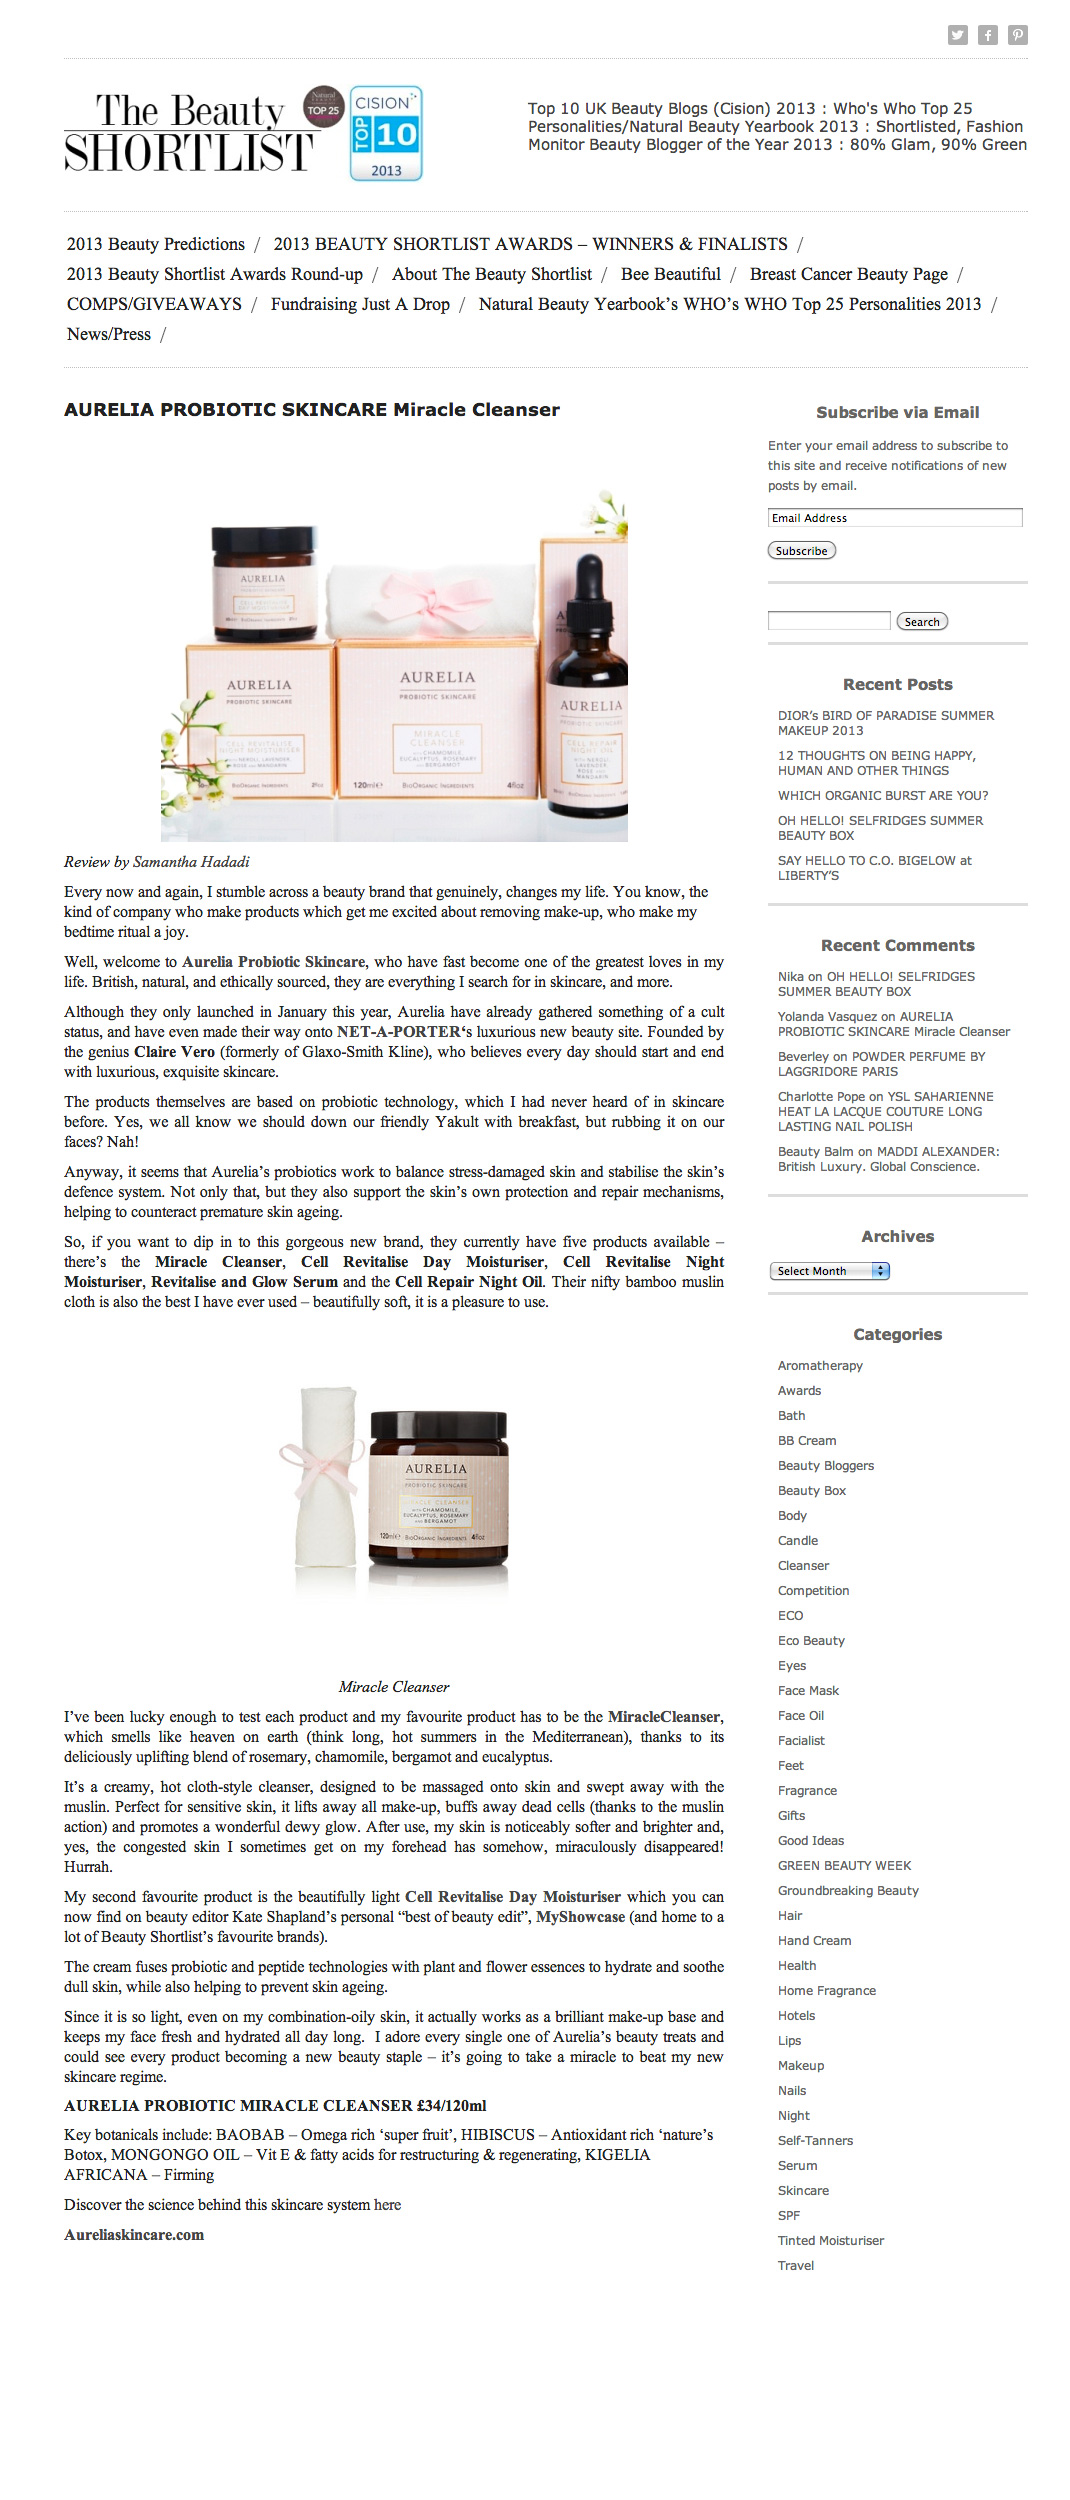 The Beauty
SHORTLIST
TOP 25
CISION
TOP 10
2013
Top 10 UK Beauty Blogs (Cision) 2013 : Who's Who Top 25
Personalities/Natural Beauty Yearbook 2013 : Shortlisted, Fashion
Monitor Beauty Blogger of the Year 2013 : 80% Glam, 90% Green
2013 Beauty Predictions / 2013 BEAUTY SHORTLIST AWARDS – WINNERS & FINALISTS /
2013 Beauty Shortlist Awards Round-up / About The Beauty Shortlist / Bee Beautiful / Breast Cancer Beauty Page /
COMPS/GIVEAWAYS / Fundraising Just A Drop / Natural Beauty Yearbook’s WHO’s WHO Top 25 Personalities 2013 /
News/Press /
AURELIA PROBIOTIC SKINCARE Miracle Cleanser
AURELIA
AURELIA
PROBIOTIC SKINCARE
CELL REVITALISE
NIGHT MOISTURISER
WITH NEROLI, LAVENDER,
ROSE AND MANDARIN
BIOORGANIC INGREDIENTS
AURELIA
PROBIOTIC SKINCARE
MIRACLE
CLEANSER
WITH CHAMOMILE,
EUCALYPTUS, ROSEMARY
AND BERGAMOT
120ml℮ BIOORGANIC INGREDIENTS 4floz
AURELIA
PROBIOTIC SKINCARE
CELL REPAIR
NIGHT OIL
Review by Samantha Hadadi
Every now and again, I stumble across a beauty brand that genuinely, changes my life. You know, the
kind of company who make products which get me excited about removing make-up, who make my
bedtime ritual a joy.
Well, welcome to Aurelia Probiotic Skincare, who have fast become one of the greatest loves in my
life. British, natural, and ethically sourced, they are everything I search for in skincare, and more.
Although they only launched in January this year, Aurelia have already gathered something of a cult
status, and have even made their way onto NET-A-PORTER‘s luxurious new beauty site. Founded by
the genius Claire Vero (formerly of Glaxo-Smith Kline), who believes every day should start and end
with luxurious, exquisite skincare.
The products themselves are based on probiotic technology, which I had never heard of in skincare
before. Yes, we all know we should down our friendly Yakult with breakfast, but rubbing it on our
faces? Nah!
Anyway, it seems that Aurelia’s probiotics work to balance stress-damaged skin and stabilise the skin’s
defence system. Not only that, but they also support the skin’s own protection and repair mechanisms,
helping to counteract premature skin ageing.
So, if you want to dip in to this gorgeous new brand, they currently have five products available –
there’s the Miracle Cleanser, Cell Revitalise Day Moisturiser, Cell Revitalise Night
Moisturiser, Revitalise and Glow Serum and the Cell Repair Night Oil. Their nifty bamboo muslin
cloth is also the best I have ever used – beautifully soft, it is a pleasure to use.
AURELIA
PROBIOTIC SKINCARE
MIRACLE CLEANSER
WITH CHAMOMILE,
EUCALYPTUS, ROSEMARY
AND BERGAMOT
120ml℮ BIOORGANIC INGREDIENTS 4floz
Miracle Cleanser
I’ve been lucky enough to test each product and my favourite product has to be the MiracleCleanser,
which smells like heaven on earth (think long, hot summers in the Mediterranean), thanks to its
deliciously uplifting blend of rosemary, chamomile, bergamot and eucalyptus.
It’s a creamy, hot cloth-style cleanser, designed to be massaged onto skin and swept away with the
muslin. Perfect for sensitive skin, it lifts away all make-up, buffs away dead cells (thanks to the muslin
action) and promotes a wonderful dewy glow. After use, my skin is noticeably softer and brighter and,
yes, the congested skin I sometimes get on my forehead has somehow, miraculously disappeared!
Hurrah.
My second favourite product is the beautifully light Cell Revitalise Day Moisturiser which you can
now find on beauty editor Kate Shapland’s personal “best of beauty edit”, MyShowcase (and home to a
lot of Beauty Shortlist’s favourite brands).
The cream fuses probiotic and peptide technologies with plant and flower essences to hydrate and soothe
dull skin, while also helping to prevent skin ageing.
Since it is so light, even on my combination-oily skin, it actually works as a brilliant make-up base and
keeps my face fresh and hydrated all day long. I adore every single one of Aurelia’s beauty treats and
could see every product becoming a new beauty staple – it’s going to take a miracle to beat my new
skincare regime.
AURELIA PROBIOTIC MIRACLE CLEANSER £34/120ml
Key botanicals include: BAOBAB – Omega rich ‘super fruit’, HIBISCUS – Antioxidant rich ‘nature’s
Botox, MONGONGO OIL – Vit E & fatty acids for restructuring & regenerating, KIGELIA
AFRICANA – Firming
Discover the science behind this skincare system here
Aureliaskincare.com
Subscribe via Email
Enter your email address to subscribe to
this site and receive notifications of new
posts by email.
Email Address
Subscribe
Search
Recent Posts
DIOR’s BIRD OF PARADISE SUMMER
MAKEUP 2013
12 THOUGHTS ON BEING HAPPY,
HUMAN AND OTHER THINGS
WHICH ORGANIC BURST ARE YOU?
OH HELLO! SELFRIDGES SUMMER
BEAUTY BOX
SAY HELLO TO C.O. BIGELOW at
LIBERTY’S
Recent Comments
Nika on OH HELLO! SELFRIDGES
SUMMER BEAUTY BOX
Yolanda Vasquez on AURELIA
PROBIOTIC SKINCARE Miracle Cleanser
Beverley on POWDER PERFUME BY
LAGGRIDORE PARIS
Charlotte Pope on YSL SAHARIENNE
HEAT LA LACQUE COUTURE LONG
LASTING NAIL POLISH
Beauty Balm on MADDI ALEXANDER:
British Luxury. Global Conscience.
Archives
Select Month
Categories
Aromatherapy
Awards
Bath
BB Cream
Beauty Bloggers
Beauty Box
Body
Candle
Cleanser
Competition
ECO
Eco Beauty
Eyes
Face Mask
Face Oil
Facialist
Feet
Fragrance
Gifts
Good Ideas
GREEN BEAUTY WEEK
Groundbreaking Beauty
Hair
Hand Cream
Health
Home Fragrance
Hotels
Lips
Makeup
Nails
Night
Self-Tanners
Serum
Skincare
SPF
Tinted Moisturiser
Travel